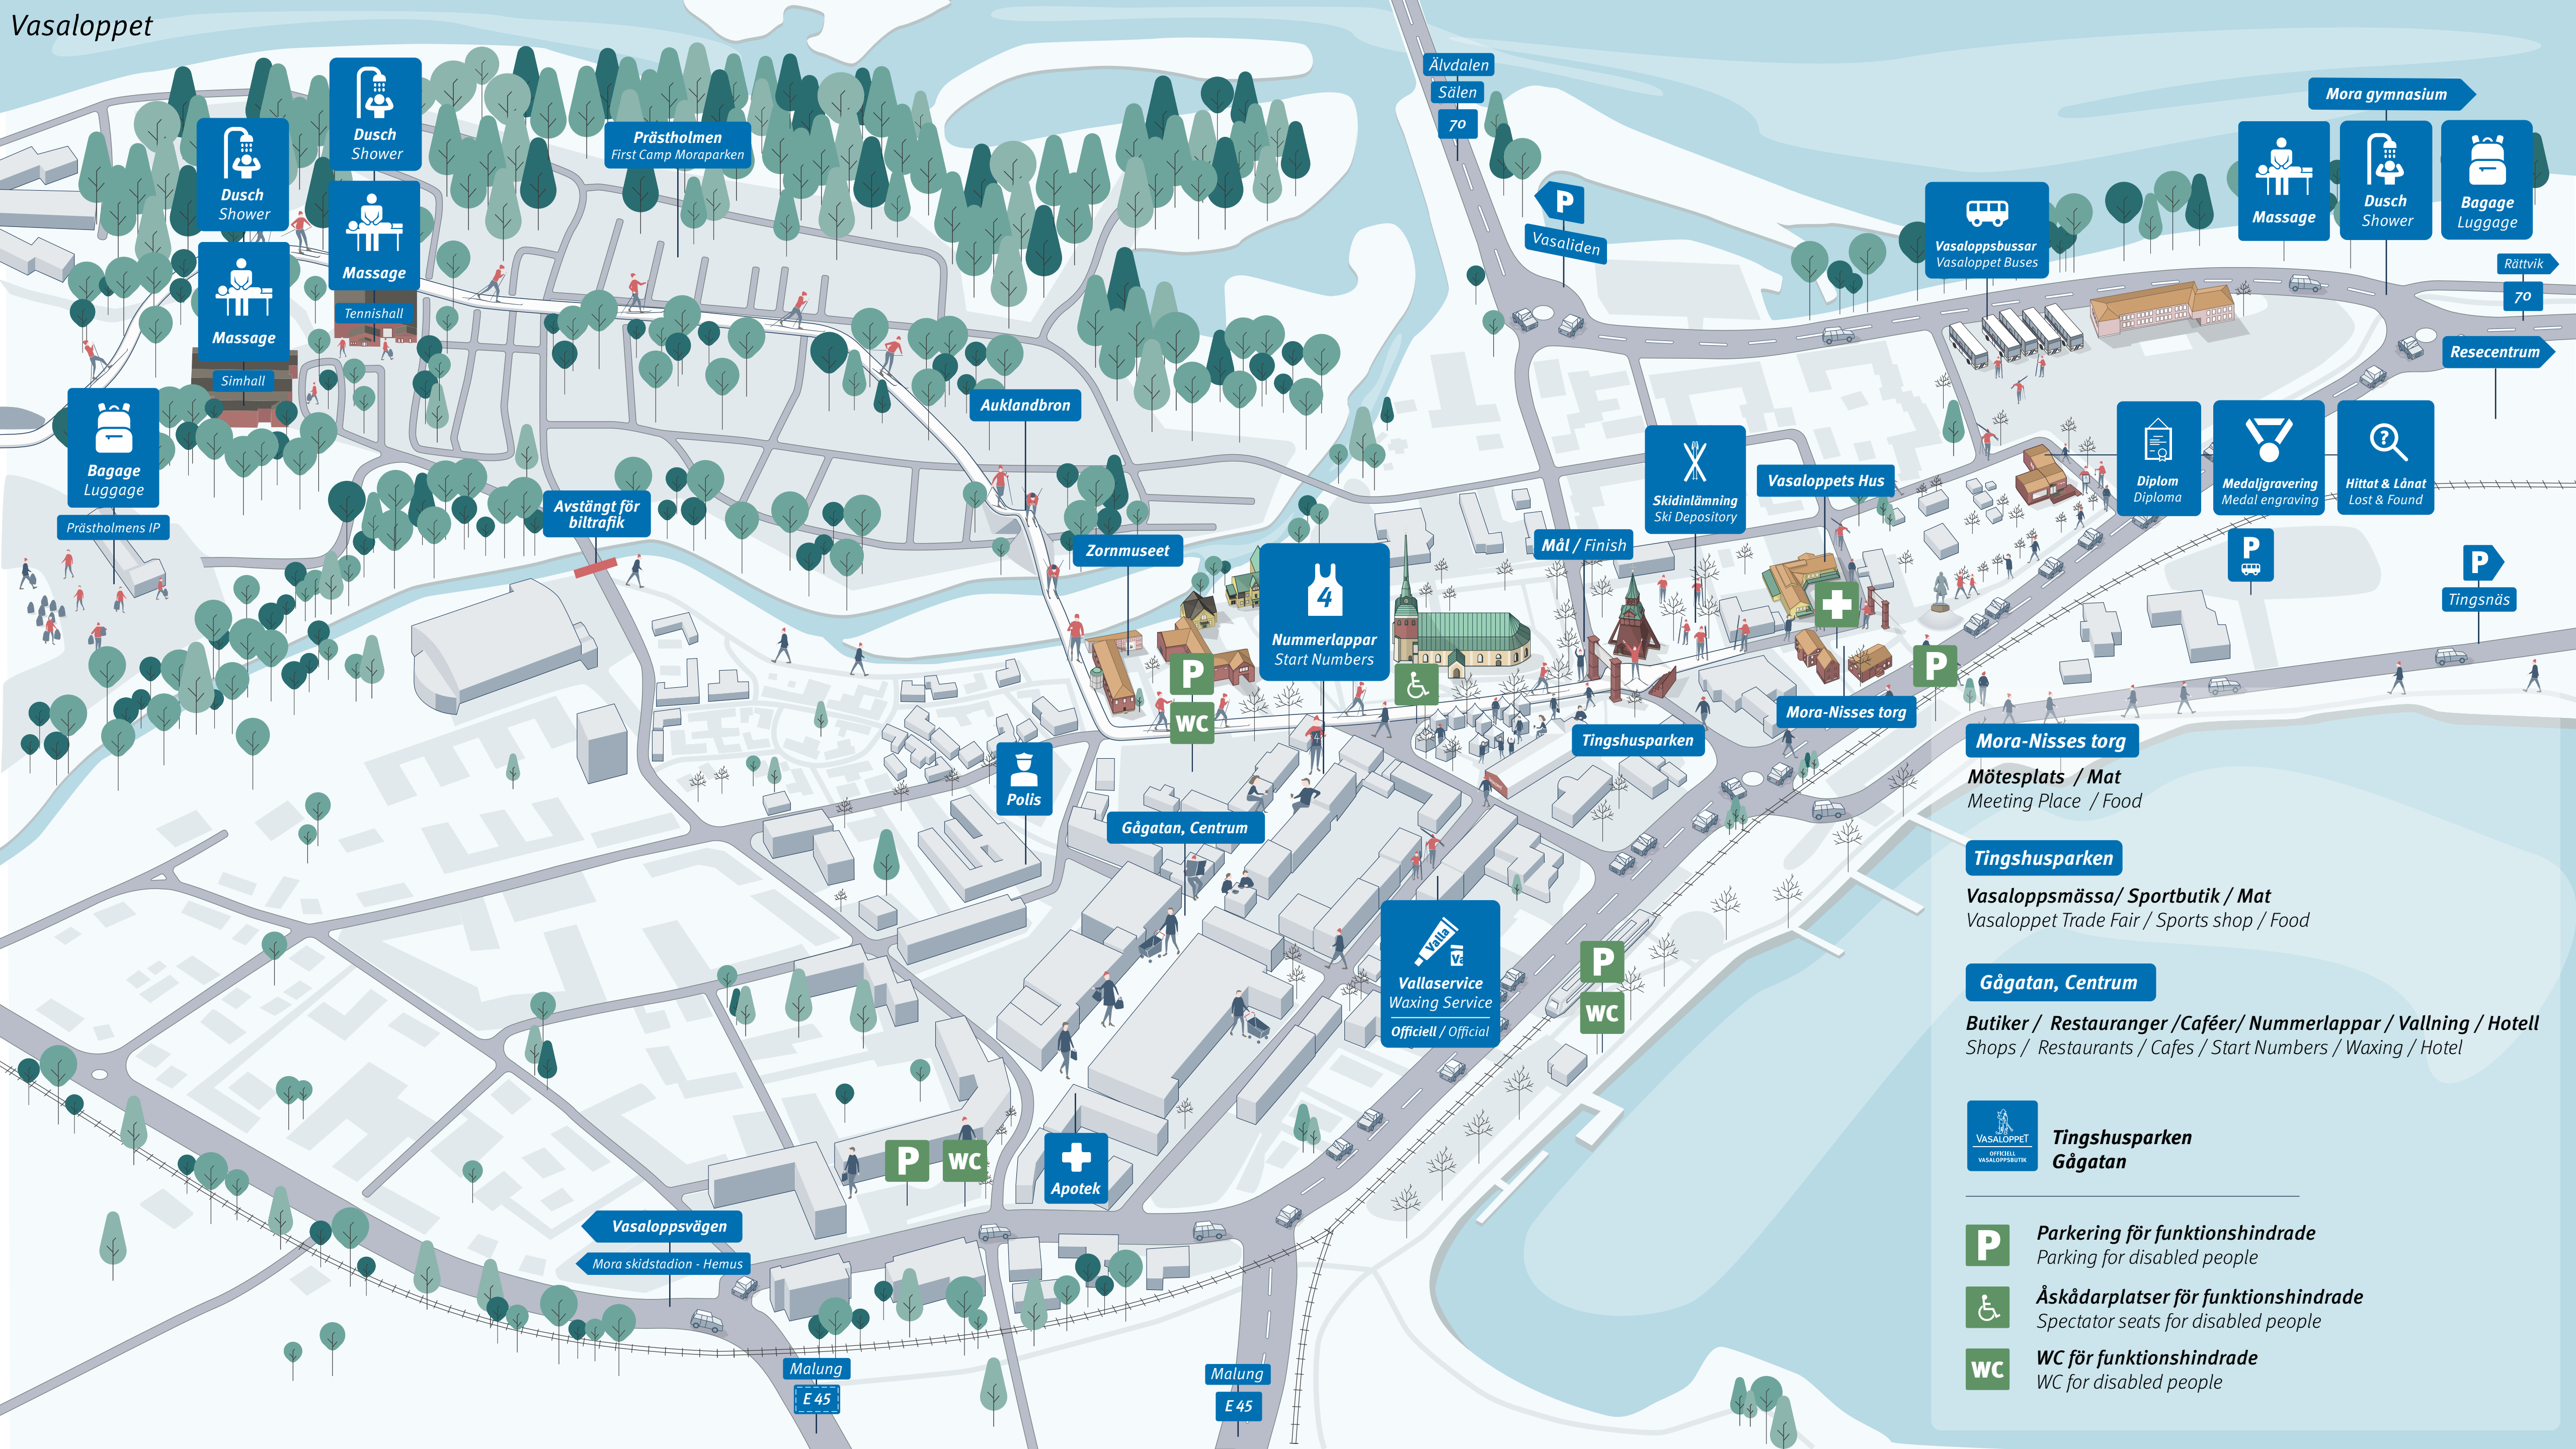 Vasaloppet
Dusch
Shower
Massage
Tennishall
Dusch
Shower
Massage
Simhall
Bagage
Luggage
Prästholmens IP
Prästholmen
First Camp Moraparken
Avstängt för
biltrafik
Auklandbron
Zornmuseet
Älvdalen
Sälen
70
P
Vasaliden
Vasaloppsbussar
Vasaloppet Buses
Mora gymnasium
Massage
Dusch
Shower
Bagage
Luggage
Rättvik
70
Resecentrum
Diplom
Diploma
Medaljgravering
Medal engraving
Hittat & Lånat
Lost & Found
P
P
Tingsnäs
Skidinlämning
Ski Depository
Vasaloppets Hus
Mål / Finish
4
Nummerlappar
Start Numbers
P
WC
P
Mora-Nisses torg
Tingshusparken
Polis
Gågatan, Centrum
Valla
Va
Vallaservice
Waxing Service
Officiell / Official
P
WC
P
WC
Apotek
Vasaloppsvägen
Mora skidstadion - Hemus
Malung
E 45
Malung
E 45
Mora-Nisses torg
Mötesplats / Mat
Meeting Place / Food
Tingshusparken
Vasaloppsmässa/ Sportbutik / Mat
Vasaloppet Trade Fair / Sports shop / Food
Gågatan, Centrum
Butiker / Restauranger /Caféer/ Nummerlappar / Vallning / Hotell
Shops / Restaurants / Cafes / Start Numbers / Waxing / Hotel
VASALOPPET
OFFICIELL
VASALOPPSBUTIK
Tingshusparken
Gågatan
P
Parkering för funktionshindrade
Parking for disabled people
Åskådarplatser för funktionshindrade
Spectator seats for disabled people
WC
WC för funktionshindrade
WC for disabled people